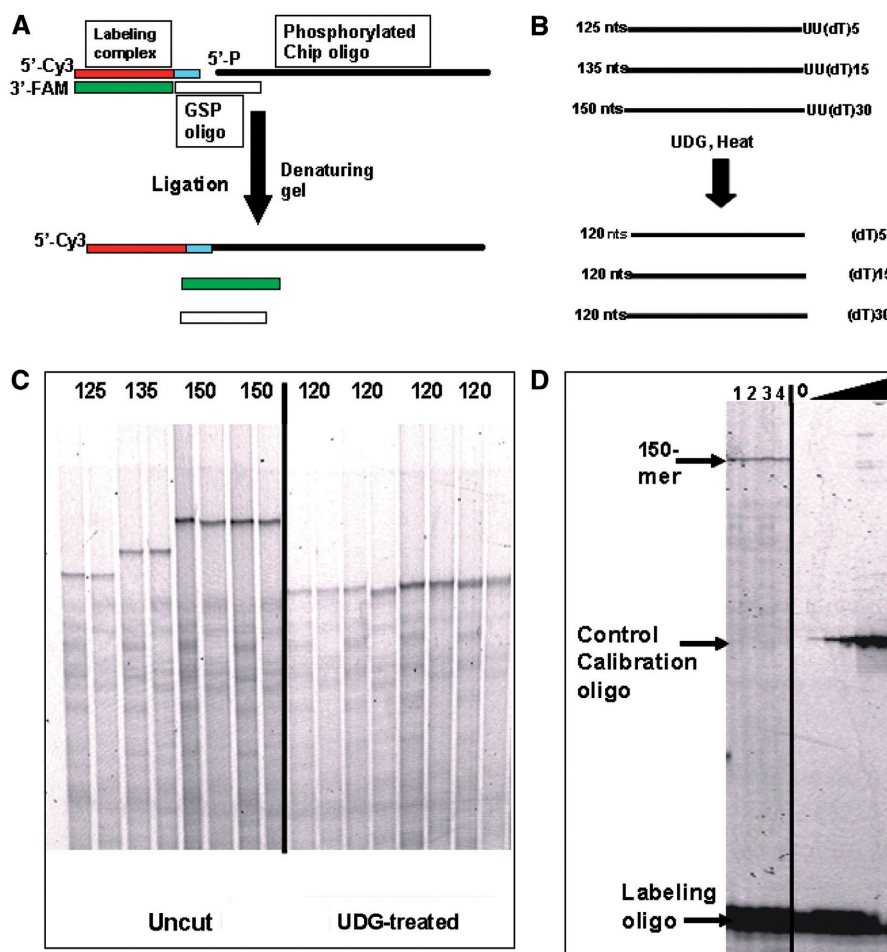 A
Labeling
complex
5'-P
Phosphorylated
Chip oligo
5'-Cy3
3'-FAM
GSP
oligo
Ligation
Denaturing
gel
5'-Cy3
B
125 nts
UU(dT)5
135 nts
UU(dT)15
150 nts
UU(dT)30
UDG, Heat
120 nts
(dT)5
120 nts
(dT)15
120 nts
(dT)30
C
125 135 150 150 120 120 120 120
Uncut
UDG-treated
D
1 2 3 4 0
150-
mer
Control
Calibration
oligo
Labeling
oligo